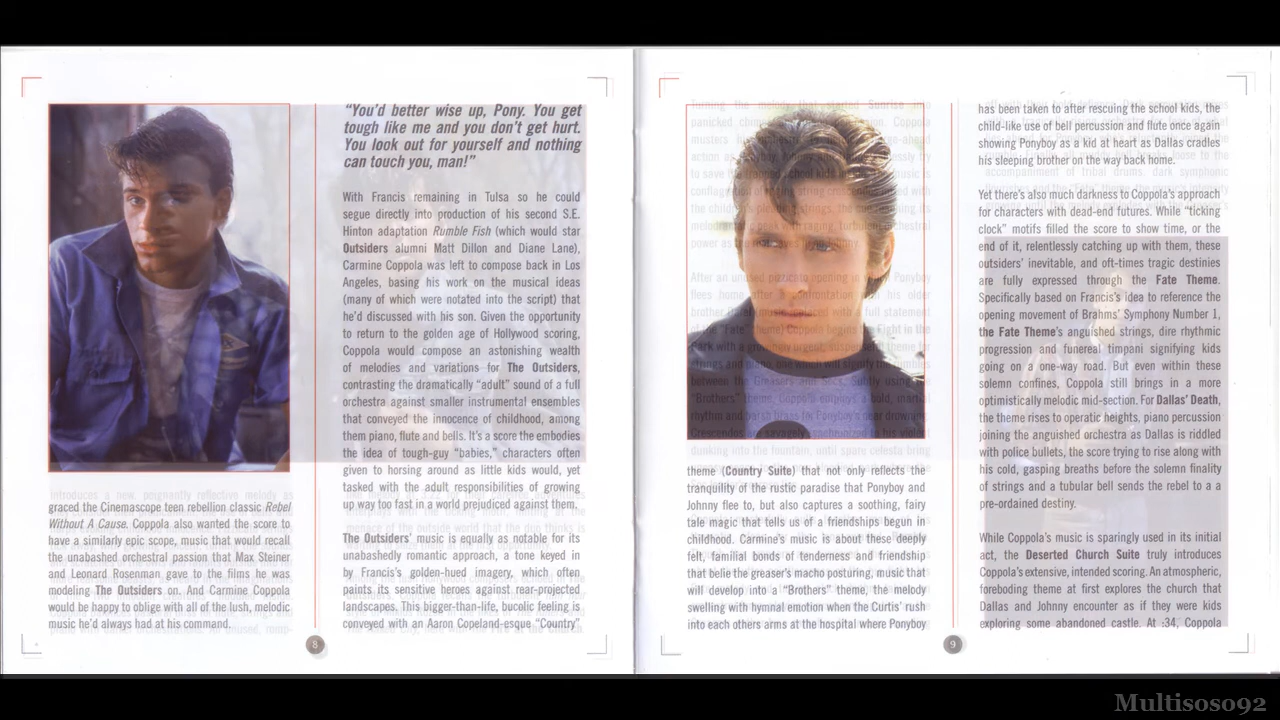 graced the Cinemascope teen rebellion classic Rebel
Without A Cause. Coppola also wanted the score to
have a similarly epic scope, music that would recall
the unabashed orchestral passion that Max Steiner
and Leonard Rosenman gave to the films he was
modeling The Outsiders on. And Carmine Coppola
would be happy to oblige with all of the lush, melodic
music he'd always had at his command.
“You'd better wise up, Pony. You get
tough like me and you don't get hurt.
You look out for yourself and nothing
can touch you, man!”
With Francis remaining in Tulsa so he could
segue directly into production of his second S.E.
Hinton adaptation Rumble Fish (which would star
Outsiders alumni Matt Dillon and Diane Lane),
Carmine Coppola was left to compose back in Los
Angeles, basing his work on the musical ideas
(many of which were notated into the script) that
he'd discussed with his son. Given the opportunity
to return to the golden age of Hollywood scoring,
Coppola would compose an astonishing wealth
of melodies and variations for The Outsiders,
contrasting the dramatically “adult” sound of a full
orchestra against smaller instrumental ensembles
that conveyed the innocence of childhood, among
them piano, flute and bells. It's a score the embodies
the idea of tough-guy “babies,” characters often
given to horsing around as little kids would, yet
tasked with the adult responsibilities of growing
up way too fast in a world prejudiced against them.
The Outsiders' music is equally as notable for its
unabashedly romantic approach, a tone keyed in
by Francis's golden-hued imagery, which often
paints its sensitive heroes against rear-projected
landscapes. This bigger-than-life, bucolic feeling is
conveyed with an Aaron Copeland-esque “Country”
8
theme (Country Suite) that not only reflects the
tranquility of the rustic paradise that Ponyboy and
Johnny flee to, but also captures a soothing, fairy
tale magic that tells us of a friendships begun in
childhood. Carmine's music is about these deeply
felt, familial bonds of tenderness and friendship
that belie the greaser's macho posturing, music that
will develop into a “Brothers” theme, the melody
swelling with hymnal emotion when the Curtis' rush
into each others arms at the hospital where Ponyboy
has been taken to after rescuing the school kids, the
child-like use of bell percussion and flute once again
showing Ponyboy as a kid at heart as Dallas cradles
his sleeping brother on the way back home.
Yet there's also much darkness to Coppola's approach
for characters with dead-end futures. While “ticking
clock” motifs filled the score to show time, or the
end of it, relentlessly catching up with them, these
outsiders' inevitable, and oft-times tragic destinies
are fully expressed through the Fate Theme.
Specifically based on Francis's idea to reference the
opening movement of Brahms' Symphony Number 1,
the Fate Theme's anguished strings, dire rhythmic
progression and funereal timpani signifying kids
going on a one-way road. But even within these
solemn confines, Coppola still brings in a more
optimistically melodic mid-section. For Dallas' Death,
the theme rises to operatic heights, piano percussion
joining the anguished orchestra as Dallas is riddled
with police bullets, the score trying to rise along with
his cold, gasping breaths before the solemn finality
of strings and a tubular bell sends the rebel to a a
pre-ordained destiny.
While Coppola's music is sparingly used in its initial
act, the Deserted Church Suite truly introduces
Coppola's extensive, intended scoring. An atmospheric,
foreboding theme at first explores the church that
Dallas and Johnny encounter as if they were kids
exploring some abandoned castle. At :34, Coppola
9
Multisoso92